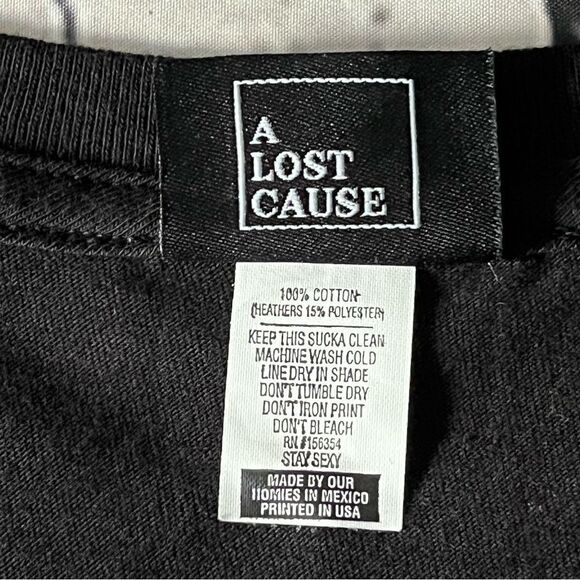 A
LOST
CAUSE
100% COTTON
(HEATHERS 15% POLYESTER)
KEEP THIS SUCKA CLEAN
MACHINE WASH COLD
LINE DRY IN SHADE
DON'T TUMBLE DRY
DON'T IRON PRINT
DON'T BLEACH
RN #156354
STAY SEXY
MADE BY OUR
HOMIES IN MEXICO
PRINTED IN USA